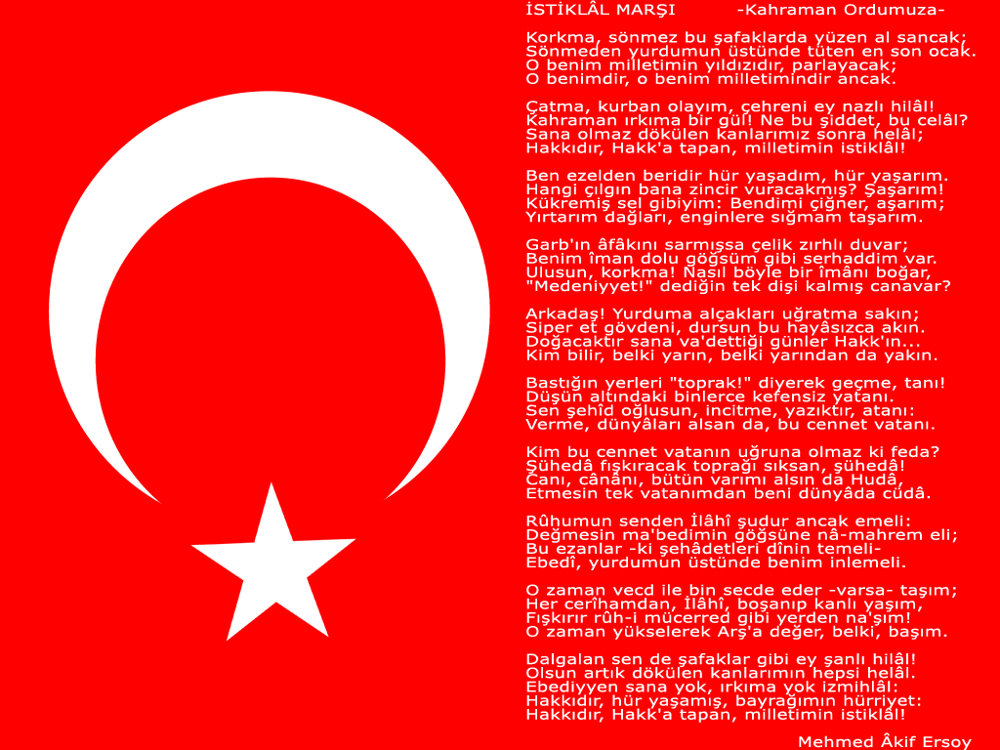 İSTİKLÂL MARŞI -Kahraman Ordumuza-
Korkma, sönmez bu şafaklarda yüzen al sancak;
Sönmeden yurdumun üstünde tüten en son ocak.
O benim milletimin yıldızıdır, parlayacak;
O benimdir, o benim milletimindir ancak.
Çatma, kurban olayım, çehreni ey nazlı hilâl!
Kahraman ırkıma bir gül! Ne bu şiddet, bu celâl?
Sana olmaz dökülen kanlarımız sonra helâl;
Hakkıdır, Hakk'a tapan, milletimin istiklâl!
Ben ezelden beridir hür yaşadım, hür yaşarım.
Hangi çılgın bana zincir vuracakmış? Şaşarım!
Kükremiş sel gibiyim: Bendimi çiğner, aşarım;
Yırtarım dağları, enginlere sığmam taşarım.
Garb'ın âfâkını sarmışsa çelik zırhlı duvar;
Benim îman dolu göğsüm gibi serhaddim var.
Ulusun, korkma! Nasıl böyle bir îmânı boğar,
"Medeniyyet!" dediğin tek dişi kalmış canavar?
Arkadaş! Yurduma alçakları uğratma sakın;
Siper et gövdeni, dursun bu hayâsızca akın.
Doğacaktır sana va'dettiği günler Hakk'ın...
Kim bilir, belki yarın, belki yarından da yakın.
Bastığın yerleri "toprak!" diyerek geçme, tanı!
Düşün altındaki binlerce kefensiz yatanı.
Sen şehîd oğlusun, incitme, yazıktır, atanı:
Verme, dünyâları alsan da, bu cennet vatanı.
Kim bu cennet vatanın uğruna olmaz ki feda?
Şühedâ fışkıracak toprağı sıksan, şühedâ!
Canı, cânânı, bütün varımı alsın da Hudâ,
Etmesin tek vatanımdan beni dünyâda cüdâ.
Rûhumun senden İlâhî şudur ancak emeli:
Değmesin ma'bedimin göğsüne nâ-mahrem eli;
Bu ezanlar -ki şehâdetleri dînin temeli-
Ebedî, yurdumun üstünde benim inlemeli.
O zaman vecd ile bin secde eder -varsa- taşım;
Her cerîhamdan, İlâhî, boşanıp kanlı yaşım,
Fışkırır rûh-i mücerred gibi yerden na'şım!
O zaman yükselerek Arş'a değer, belki, başım.
Dalgalan sen de şafaklar gibi ey şanlı hilâl!
Olsun artık dökülen kanlarımın hepsi helâl.
Ebediyyen sana yok, ırkıma yok izmihlâl:
Hakkıdır, hür yaşamış, bayrağımın hürriyet:
Hakkıdır, Hakk'a tapan, milletimin istiklâl!
Mehmed Âkif Ersoy